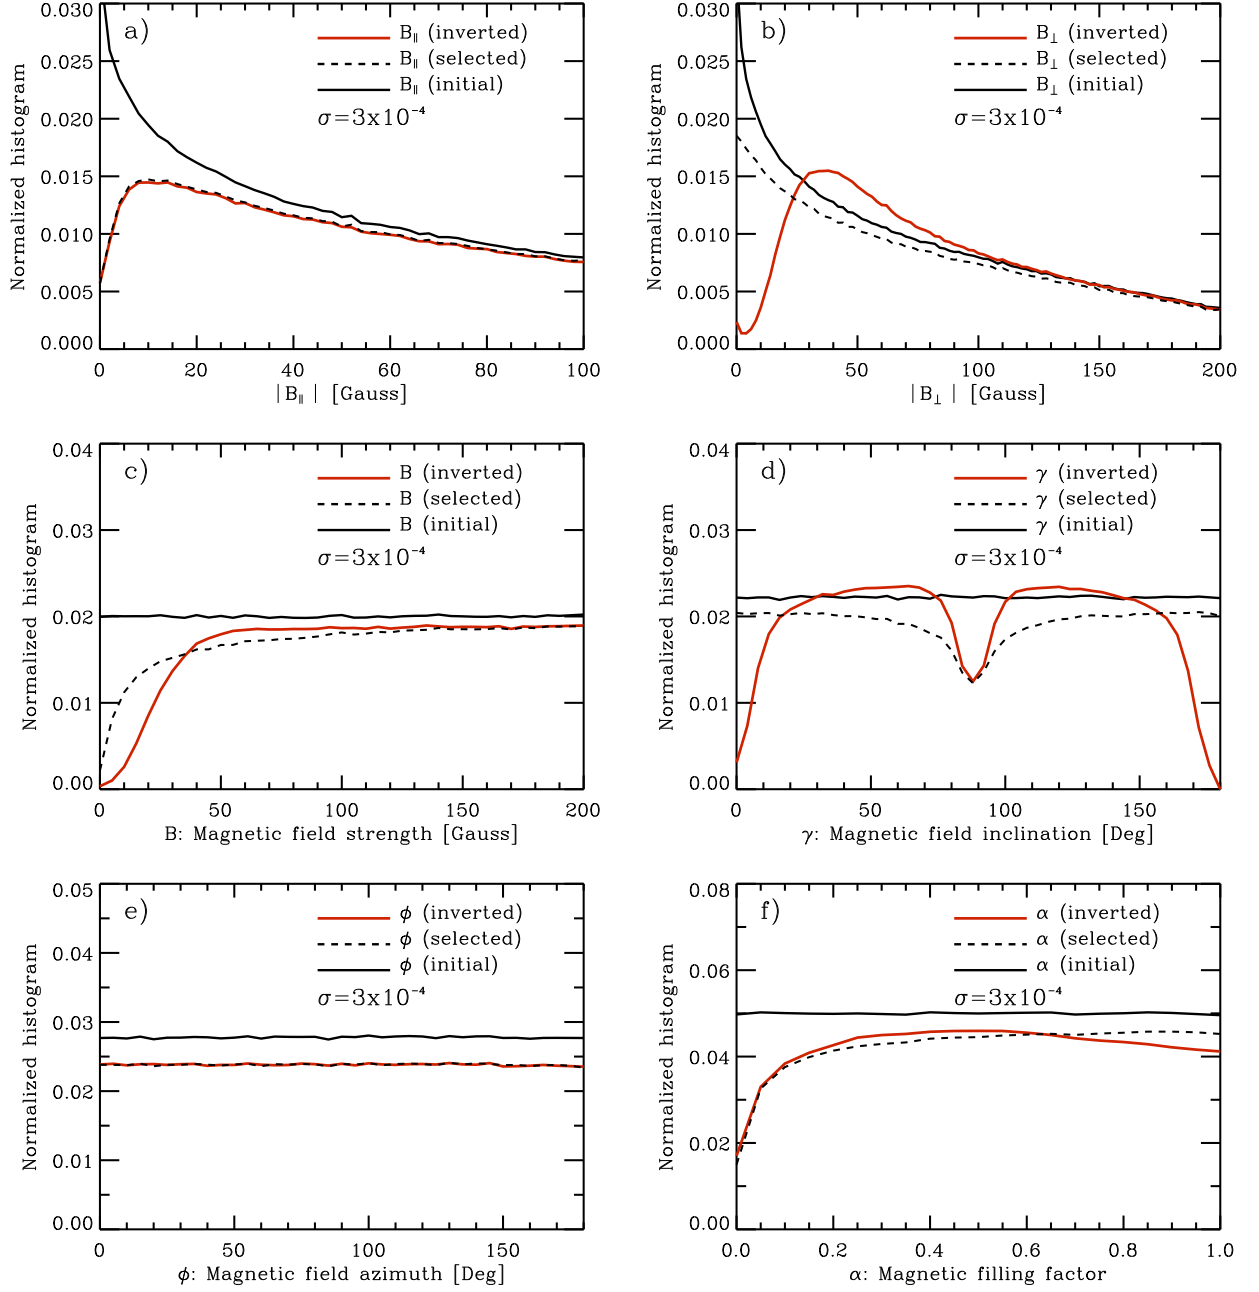 a)
B∥ (inverted)
B∥ (selected)
B∥ (initial)
σ=3x10⁻⁴
0.030
0.025
0.020
0.015
0.010
0.005
0.000
Normalized histogram
0 20 40 60 80 100
|B∥| [Gauss]
b)
B⊥ (inverted)
B⊥ (selected)
B⊥ (initial)
σ=3x10⁻⁴
0.030
0.025
0.020
0.015
0.010
0.005
0.000
Normalized histogram
0 50 100 150 200
|B⊥| [Gauss]
c)
B (inverted)
B (selected)
B (initial)
σ=3x10⁻⁴
0.04
0.03
0.02
0.01
0.00
Normalized histogram
0 50 100 150 200
B: Magnetic field strength [Gauss]
d)
γ (inverted)
γ (selected)
γ (initial)
σ=3x10⁻⁴
0.04
0.03
0.02
0.01
0.00
Normalized histogram
0 50 100 150
γ: Magnetic field inclination [Deg]
e)
ϕ (inverted)
ϕ (selected)
ϕ (initial)
σ=3x10⁻⁴
0.05
0.04
0.03
0.02
0.01
0.00
Normalized histogram
0 50 100 150
ϕ: Magnetic field azimuth [Deg]
f)
α (inverted)
α (selected)
α (initial)
σ=3x10⁻⁴
0.08
0.06
0.04
0.02
0.00
Normalized histogram
0.0 0.2 0.4 0.6 0.8 1.0
α: Magnetic filling factor